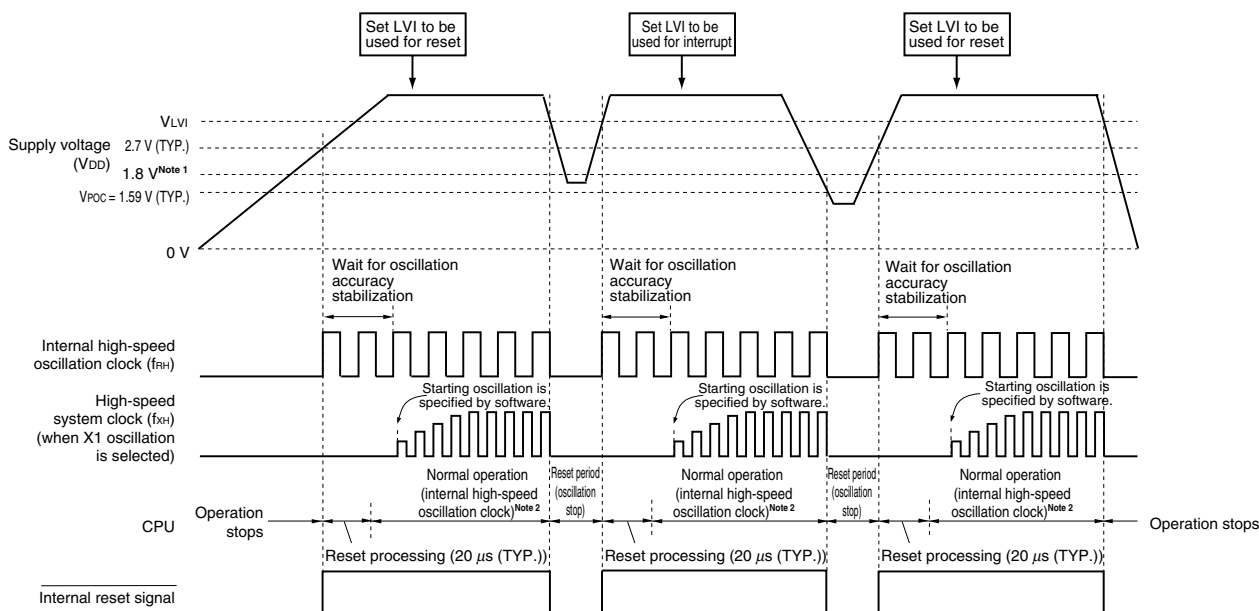 Set LVI to be
used for reset
Set LVI to be
used for interrupt
Set LVI to be
used for reset
VLVI
Supply voltage
(VDD)
2.7 V (TYP.)
1.8 V Note 1
VPOC = 1.59 V (TYP.)
0 V
Wait for oscillation
accuracy
stabilization
Wait for oscillation
accuracy
stabilization
Wait for oscillation
accuracy
stabilization
Internal high-speed
oscillation clock (fRH)
Starting oscillation is
specified by software.
Starting oscillation is
specified by software.
Starting oscillation is
specified by software.
High-speed
system clock (fXH)
(when X1 oscillation
is selected)
CPU
Operation
stops
Normal operation
(internal high-speed
oscillation clock) Note 2
Reset period
(oscillation
stop)
Normal operation
(internal high-speed
oscillation clock) Note 2
Reset period
(oscillation
stop)
Normal operation
(internal high-speed
oscillation clock) Note 2
Operation stops
Reset processing (20 μs (TYP.))
Reset processing (20 μs (TYP.))
Reset processing (20 μs (TYP.))
Internal reset signal